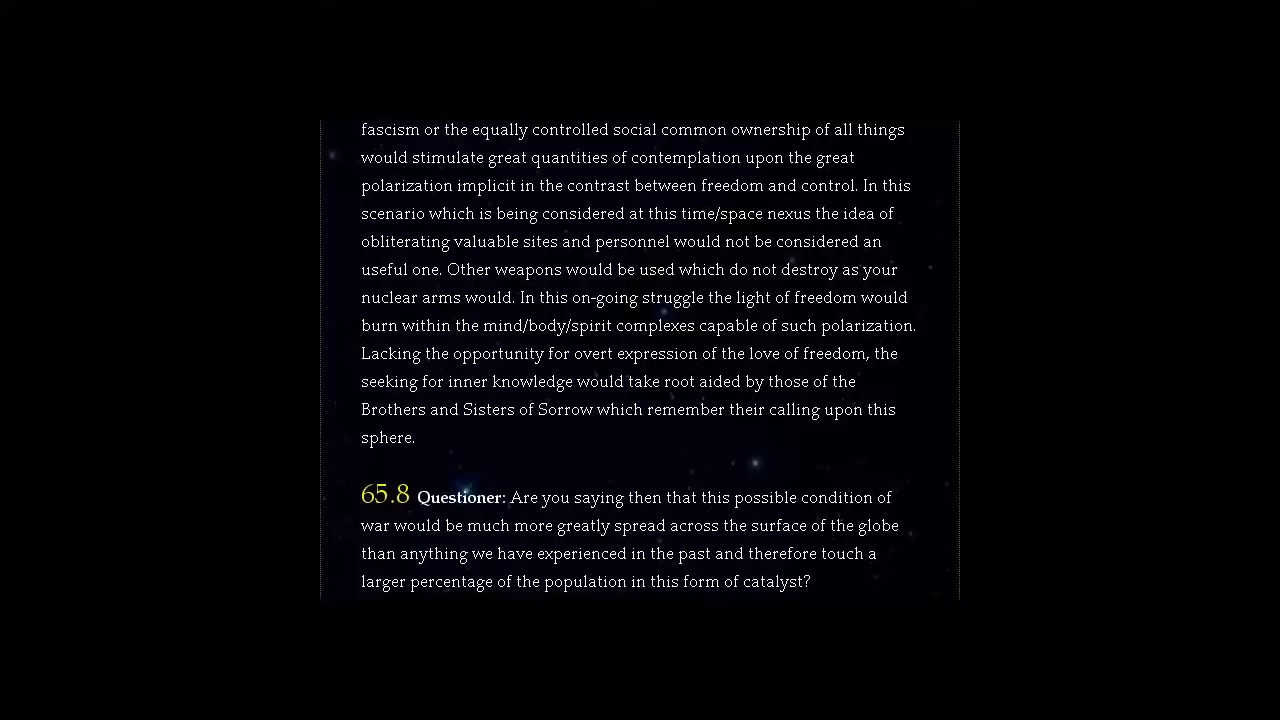 fascism or the equally controlled social common ownership of all things
would stimulate great quantities of contemplation upon the great
polarization implicit in the contrast between freedom and control. In this
scenario which is being considered at this time/space nexus the idea of
obliterating valuable sites and personnel would not be considered an
useful one. Other weapons would be used which do not destroy as your
nuclear arms would. In this on-going struggle the light of freedom would
burn within the mind/body/spirit complexes capable of such polarization.
Lacking the opportunity for overt expression of the love of freedom, the
seeking for inner knowledge would take root aided by those of the
Brothers and Sisters of Sorrow which remember their calling upon this
sphere.
65.8 Questioner: Are you saying then that this possible condition of
war would be much more greatly spread across the surface of the globe
than anything we have experienced in the past and therefore touch a
larger percentage of the population in this form of catalyst?